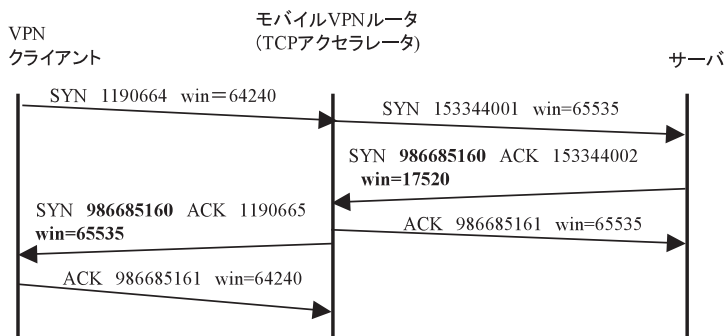 VPN
クライアント
モバイルVPNルータ
(TCPアクセラレータ)
サーバ
SYN 1190664 win＝64240
SYN 153344001 win=65535
SYN 986685160 ACK 153344002
win=17520
SYN 986685160 ACK 1190665
win=65535
ACK 986685161 win=65535
ACK 986685161 win=64240